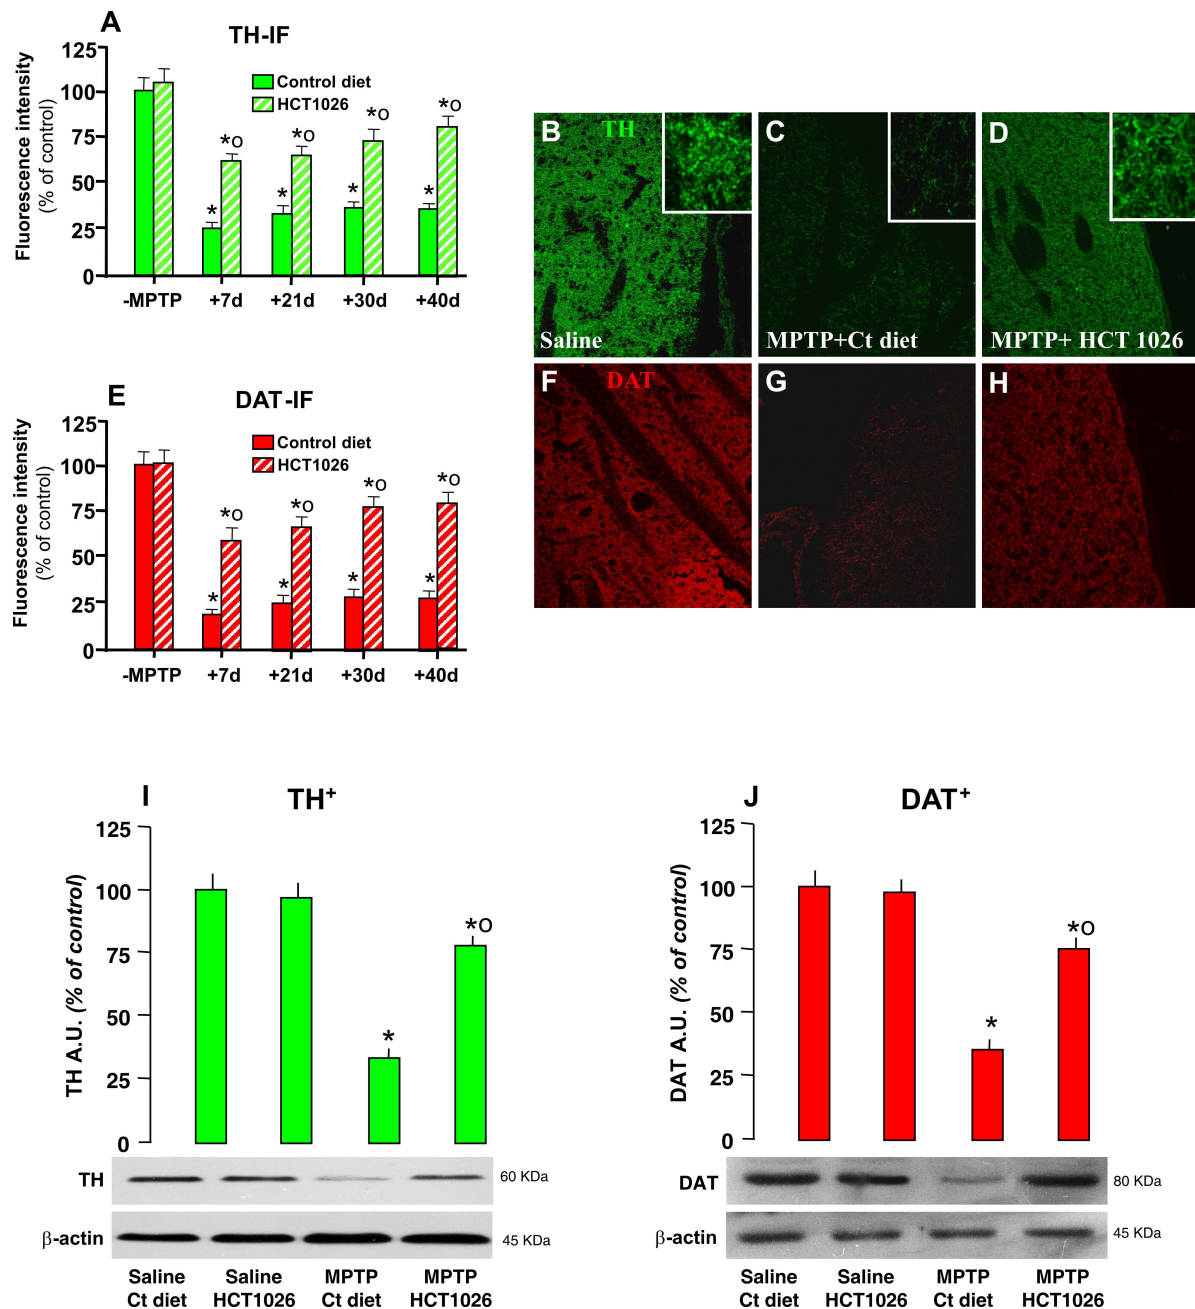 A
TH-IF
Fluorescence intensity
(% of control)
125
100
75
50
25
0
Control diet
HCT1026
*
*o
*
*o
*
*o
*
*o
-MPTP +7d +21d +30d +40d
B TH
Saline
C
MPTP+Ct diet
D
MPTP+ HCT 1026
E
DAT-IF
Fluorescence intensity
(% of control)
125
100
75
50
25
0
Control diet
HCT1026
*
*o
*
*o
*
*o
*
*o
-MPTP +7d +21d +30d +40d
F DAT
G
H
I
TH+
TH A.U. (% of control)
125
100
75
50
25
0
*
*o
TH
60 KDa
β-actin
45 KDa
Saline Saline MPTP MPTP
Ct diet HCT1026 Ct diet HCT1026
J
DAT+
DAT A.U. (% of control)
125
100
75
50
25
0
*
*o
DAT
80 KDa
β-actin
45 KDa
Saline Saline MPTP MPTP
Ct diet HCT1026 Ct diet HCT1026